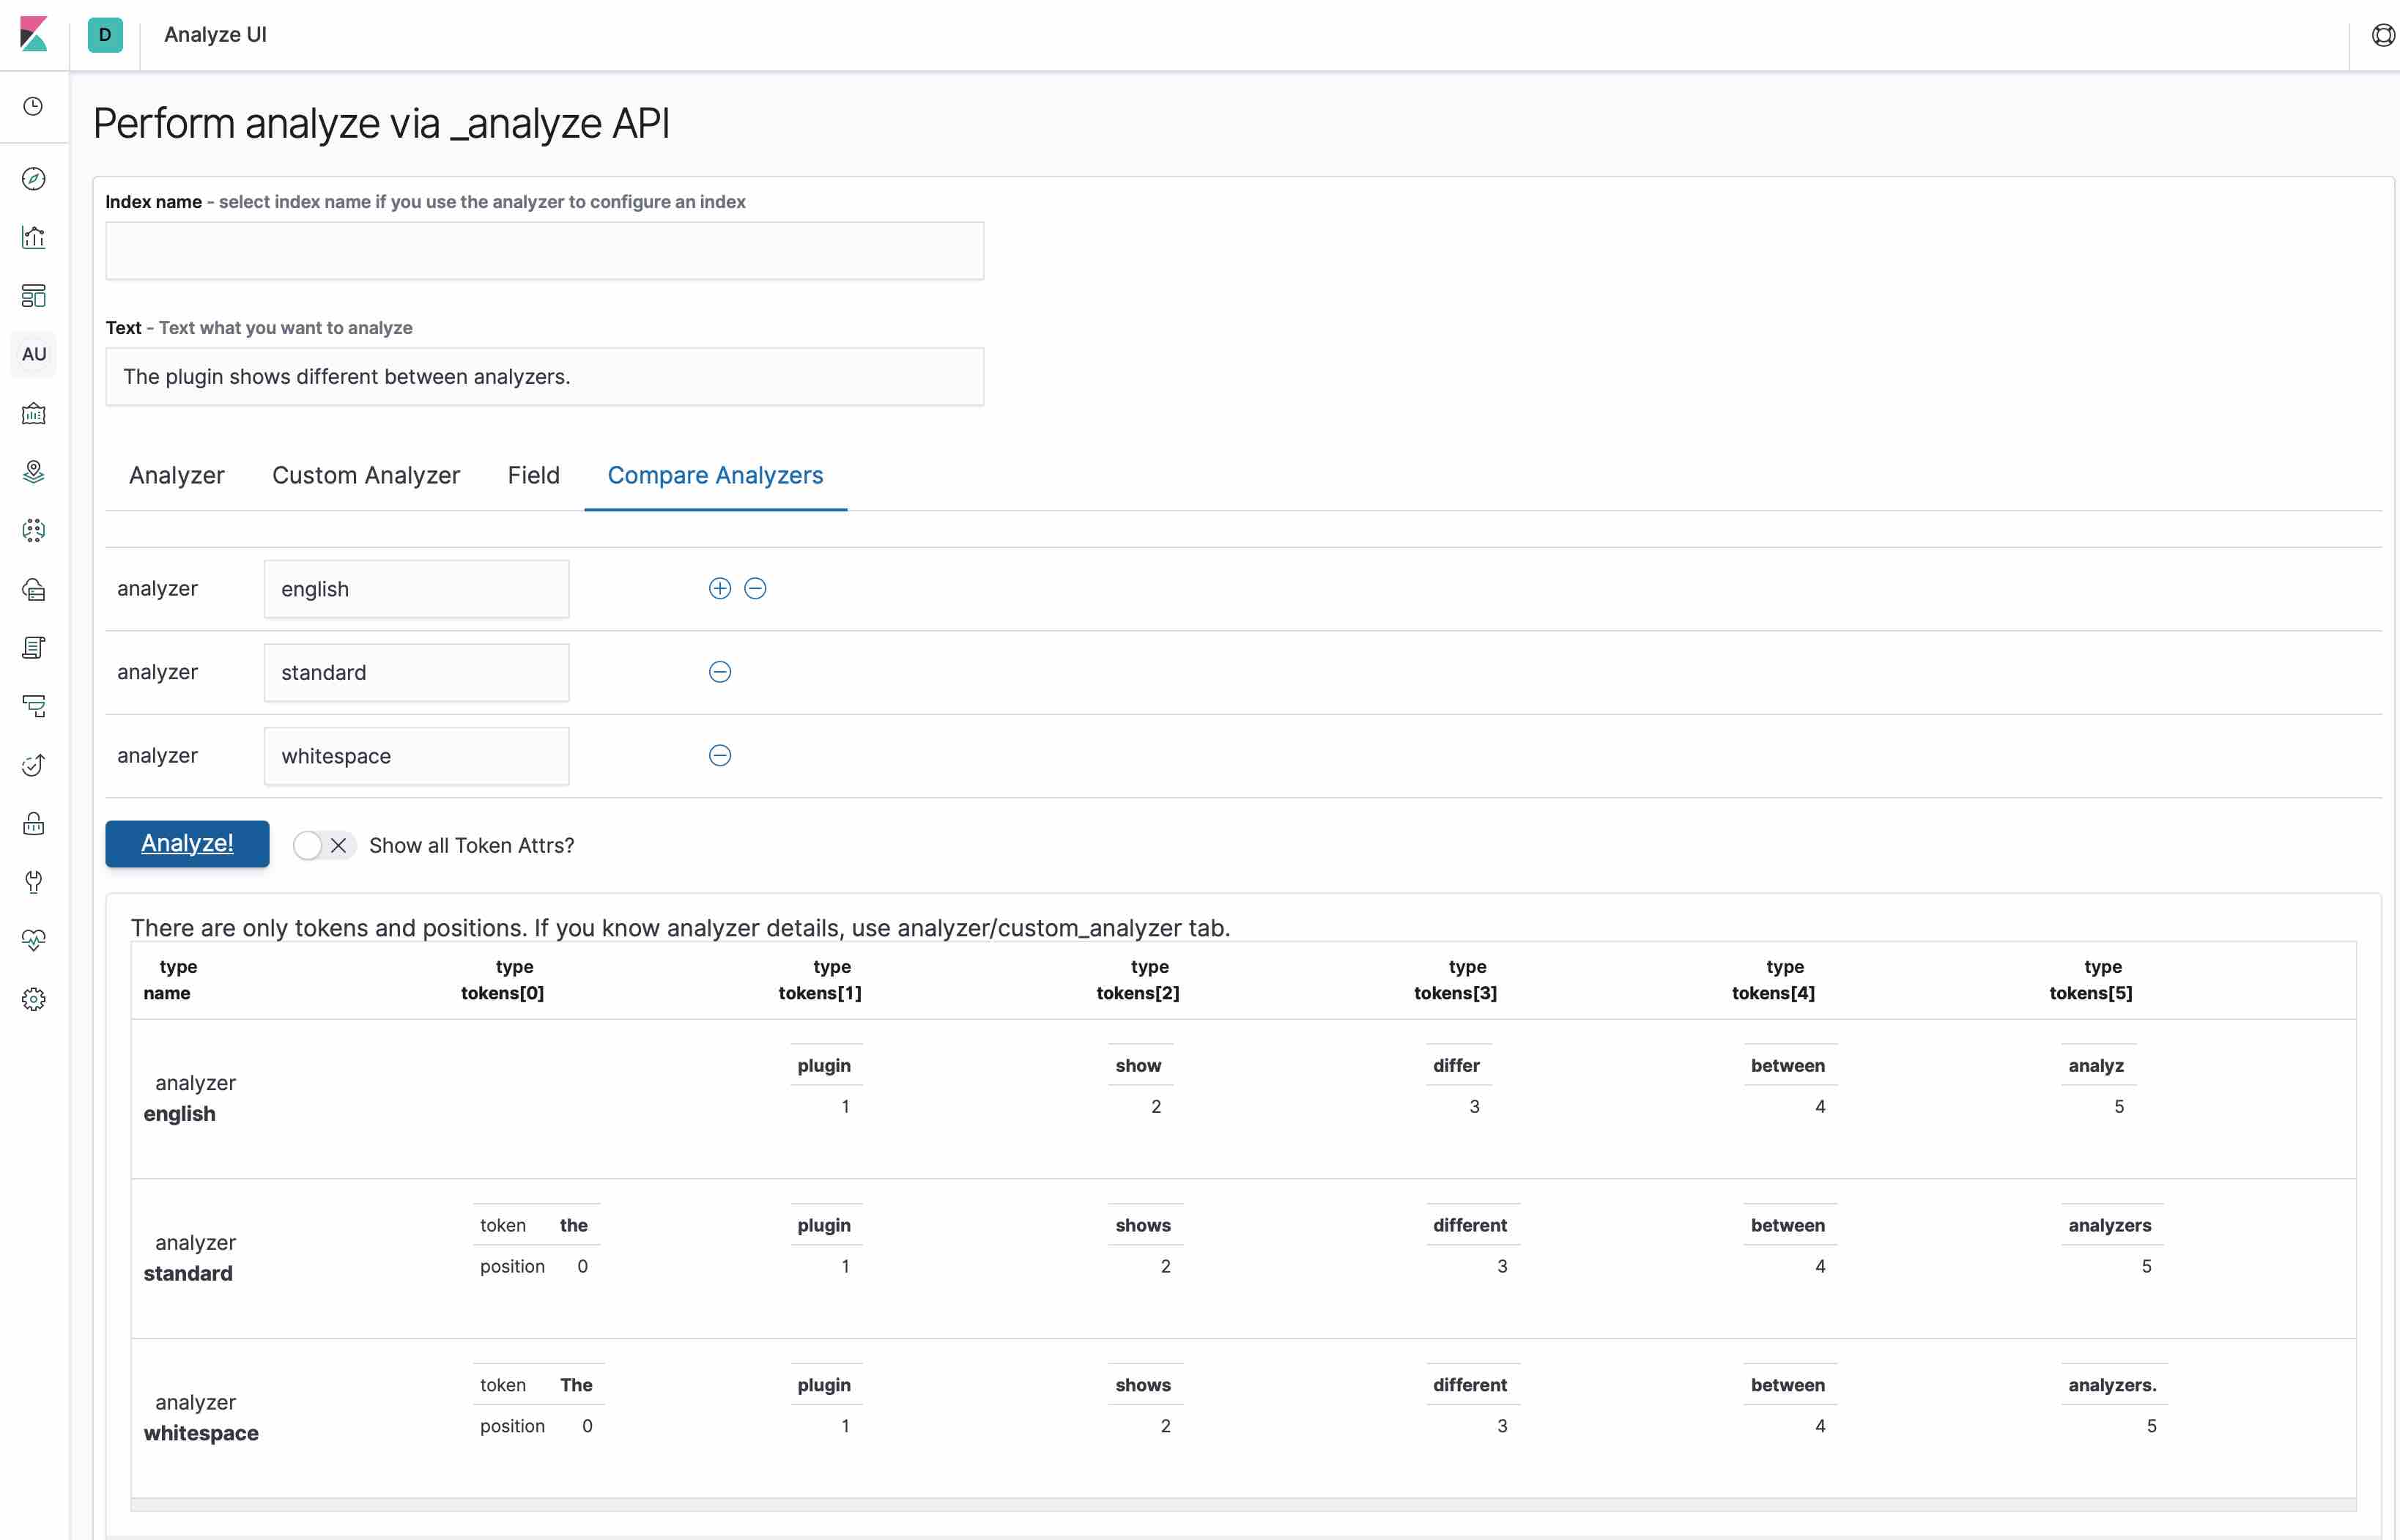 D Analyze UI
Perform analyze via _analyze API
Index name - select index name if you use the analyzer to configure an index
Text - Text what you want to analyze
The plugin shows different between analyzers.
AU
Analyzer Custom Analyzer Field Compare Analyzers
analyzer english
analyzer standard
analyzer whitespace
Analyze! Show all Token Attrs?
There are only tokens and positions. If you know analyzer details, use analyzer/custom_analyzer tab.
type type type type type type type
name tokens[0] tokens[1] tokens[2] tokens[3] tokens[4] tokens[5]
plugin show differ between analyz
analyzer
1 2 3 4 5
english
token the plugin shows different between analyzers
analyzer
position 0 1 2 3 4 5
standard
token The plugin shows different between analyzers.
analyzer
position 0 1 2 3 4 5
whitespace